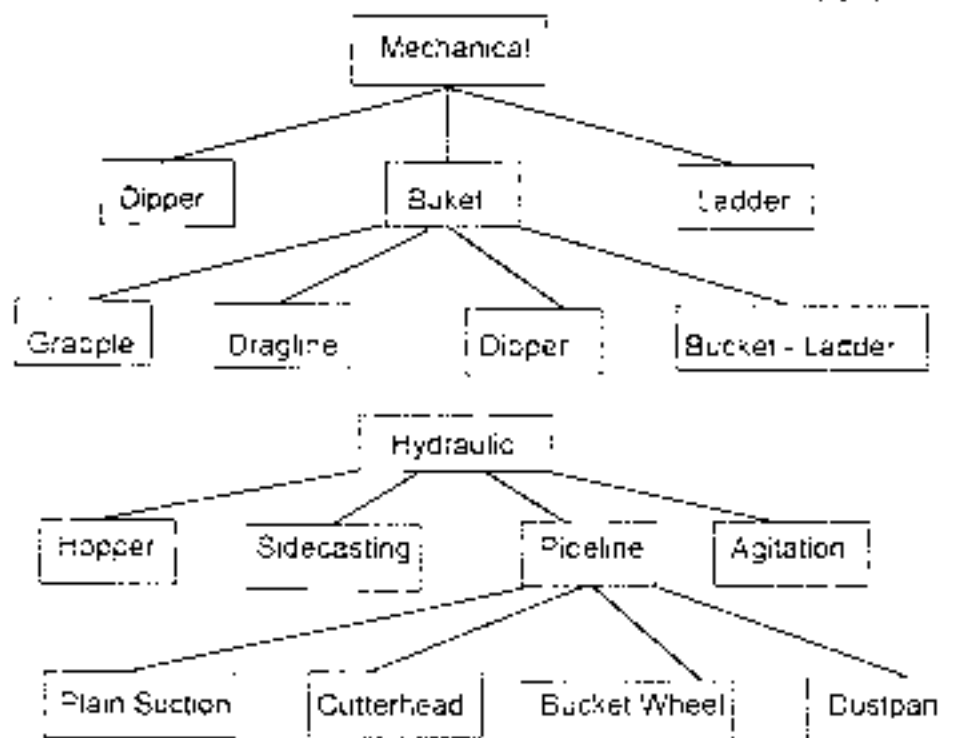 Mechanical
Dipper
Buket
Ladder
Grapple
Dragline
Dipper
Bucket - Ladder
Hydraulic
Hopper
Sidecasting
Pipeline
Agitation
Plain Suction
Cutterhead
Bucket Wheel
Dustpan